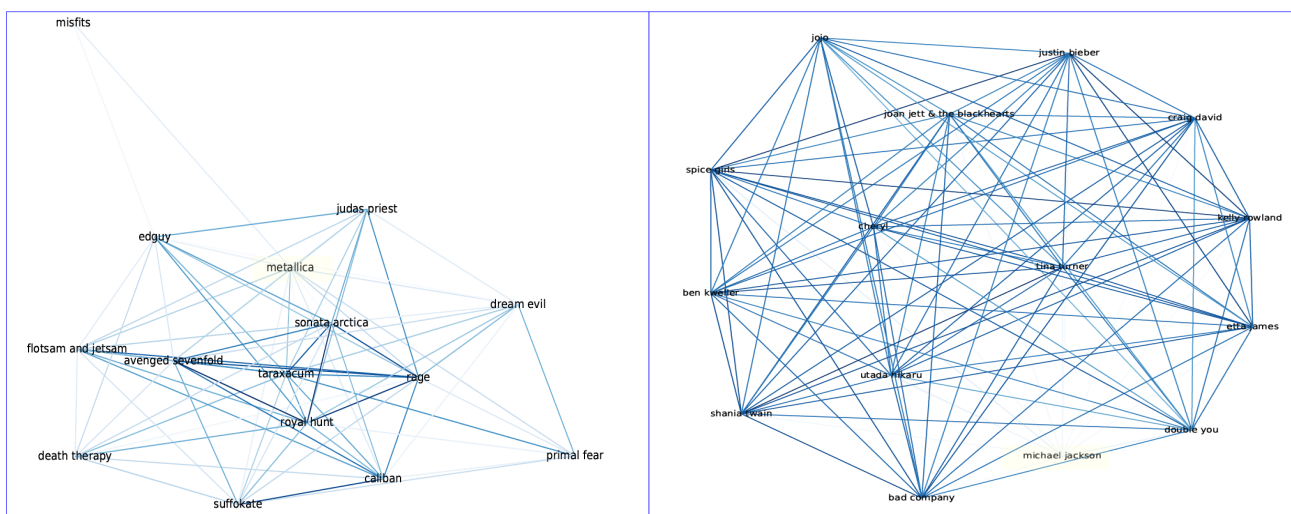 misfits
judas priest
edguy
metallica
dream evil
sonata arctica
flotsam and jetsam
avenged sevenfold
taraxacum
rage
royal hunt
death therapy
primal fear
caliban
suffokate
jojo
justin bieber
joan jett & the blackhearts
craig david
spice girls
kelly rowland
cheryl
tina turner
ben kweller
etta james
utada hikaru
shania twain
double you
michael jackson
bad company